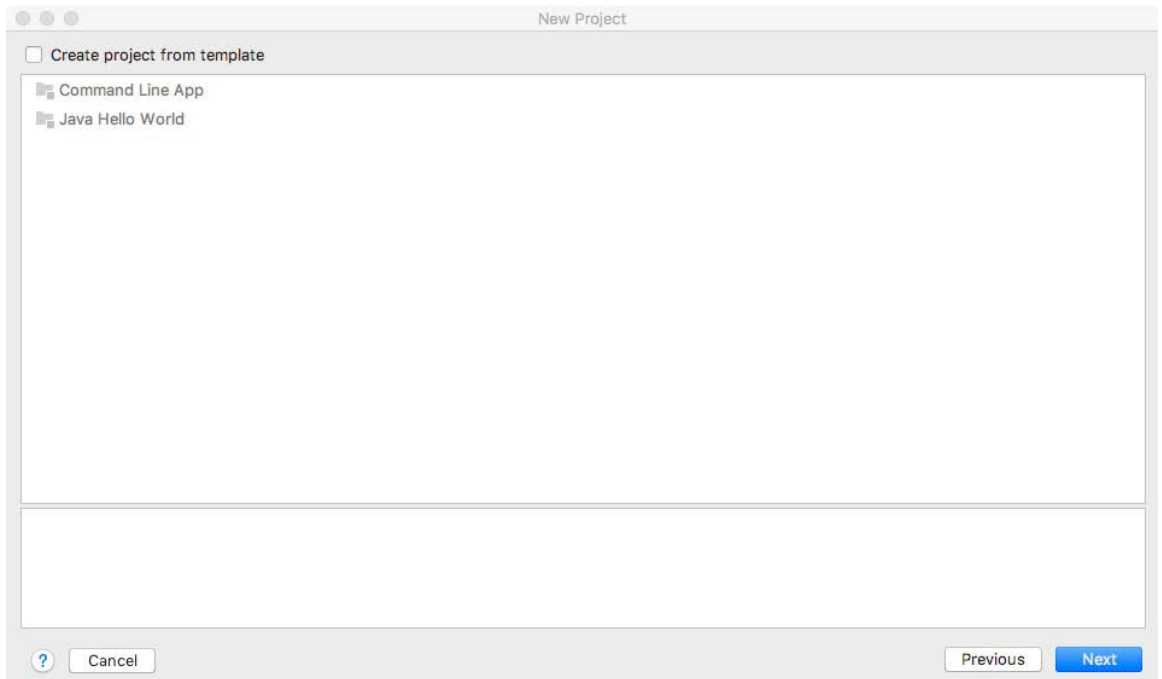 New Project
Create project from template
Command Line App
Java Hello World
? Cancel Previous Next